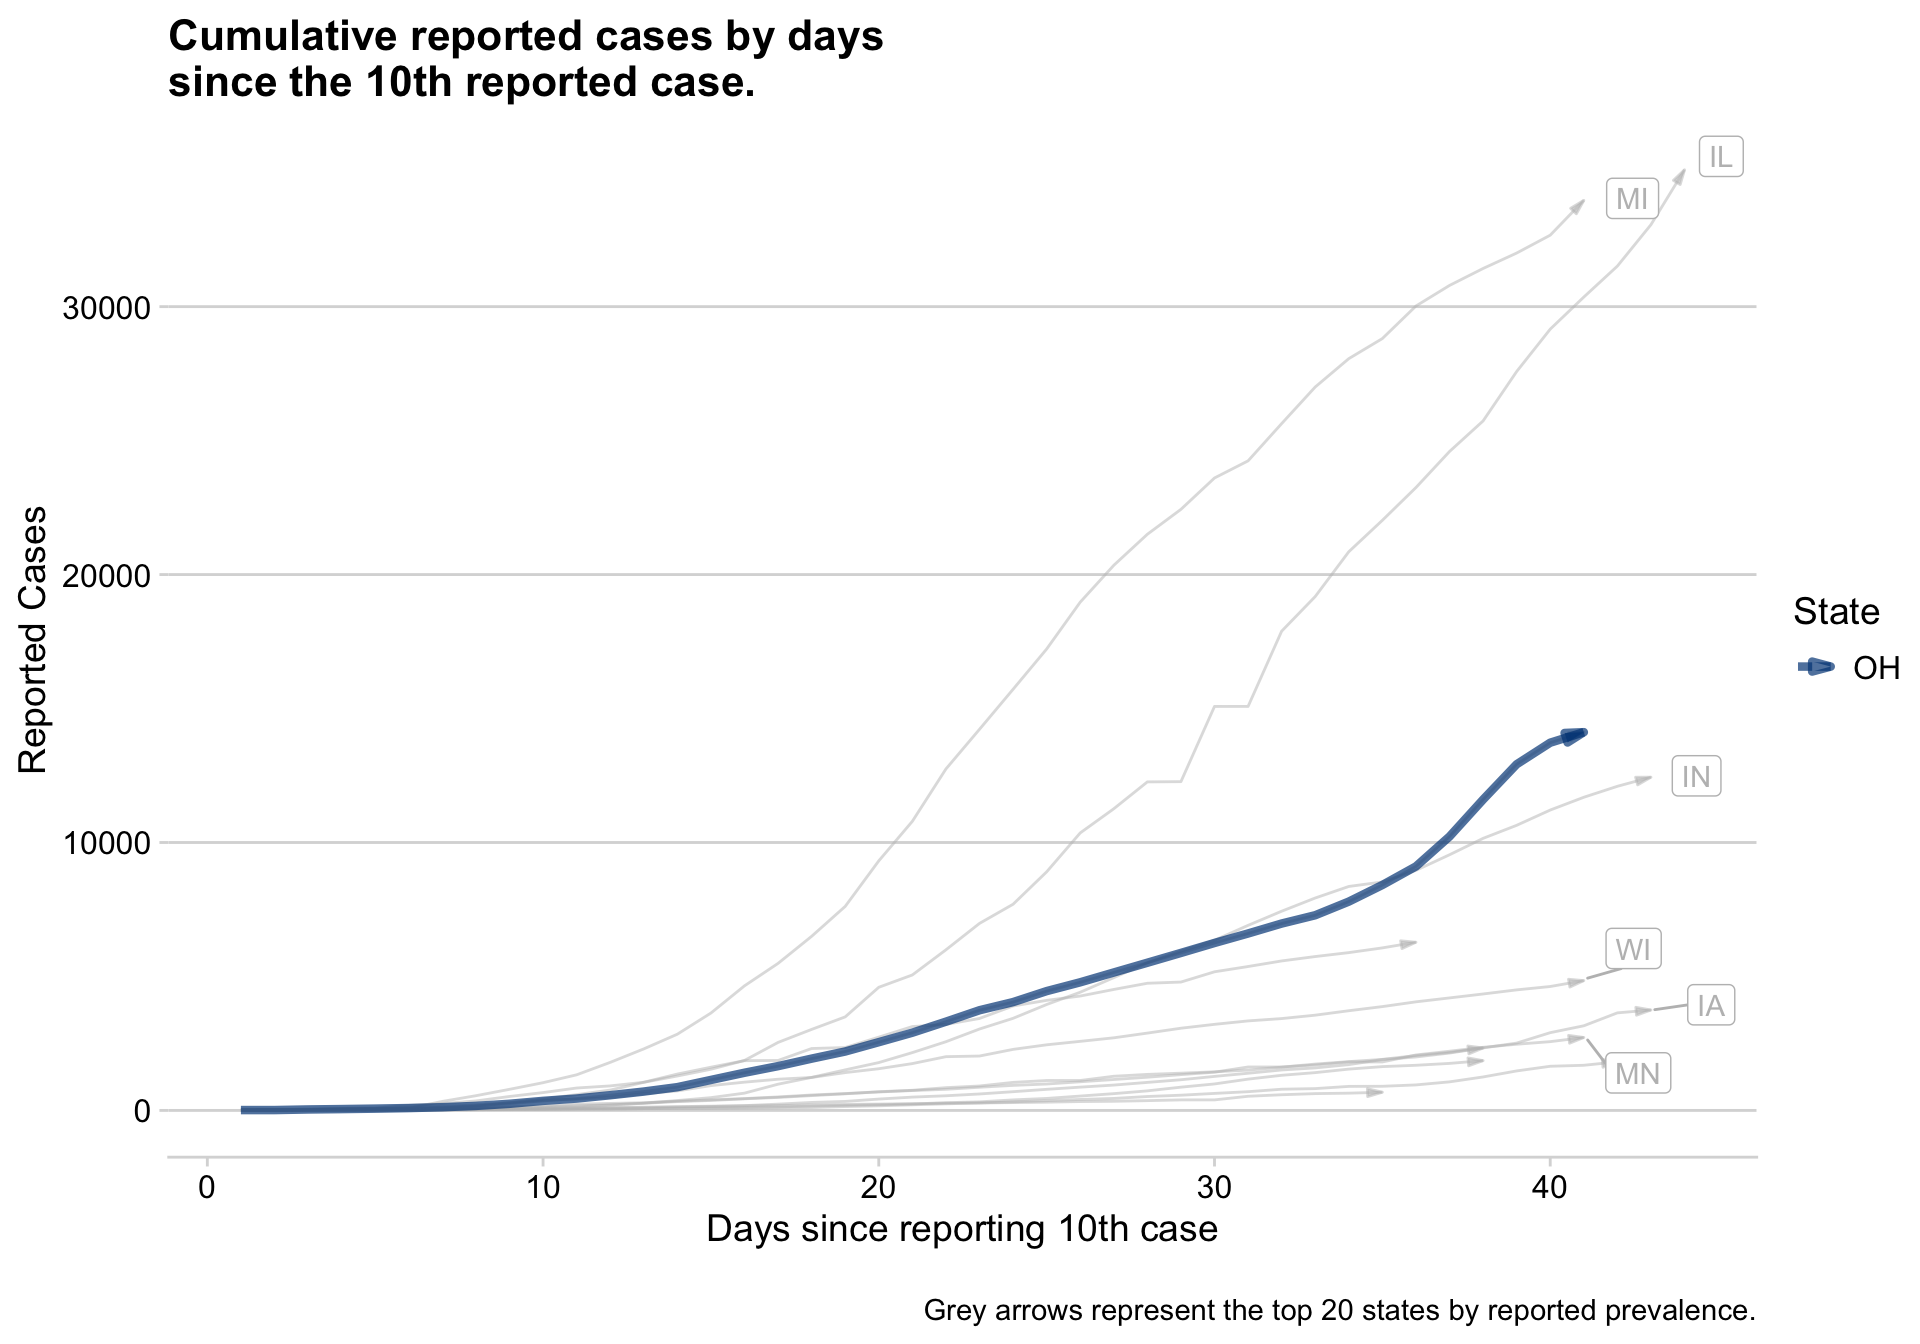 Cumulative reported cases by days
since the 10th reported case.
IL
MI
30000
20000
10000
0
Reported Cases
IN
WI
IA
MN
State
OH
0 10 20 30 40
Days since reporting 10th case
Grey arrows represent the top 20 states by reported prevalence.